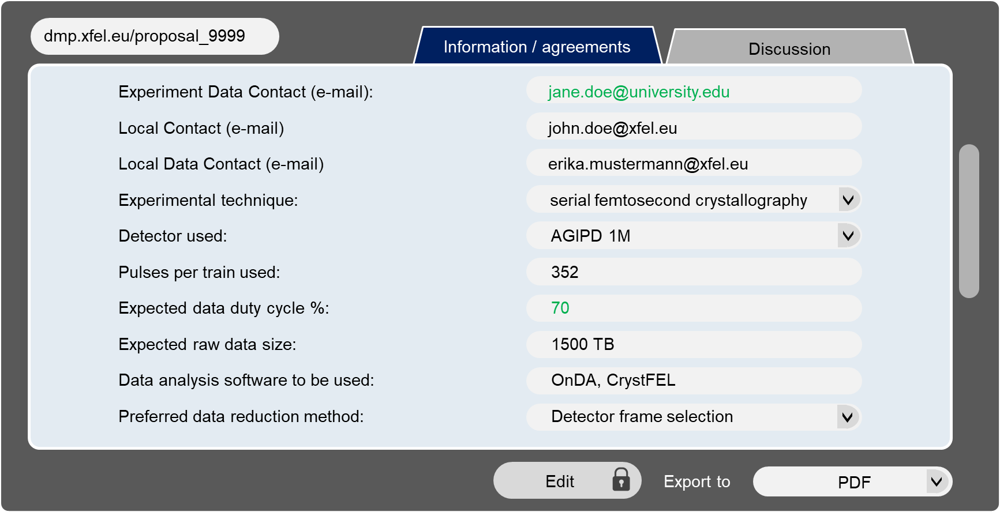 dmp.xfel.eu/proposal_9999
Information / agreements
Discussion
Experiment Data Contact (e-mail): jane.doe@university.edu
Local Contact (e-mail) john.doe@xfel.eu
Local Data Contact (e-mail) erika.mustermann@xfel.eu
Experimental technique: serial femtosecond crystallography
Detector used: AGIPD 1M
Pulses per train used: 352
Expected data duty cycle %: 70
Expected raw data size: 1500 TB
Data analysis software to be used: OnDA, CrystFEL
Preferred data reduction method: Detector frame selection
Edit Export to PDF